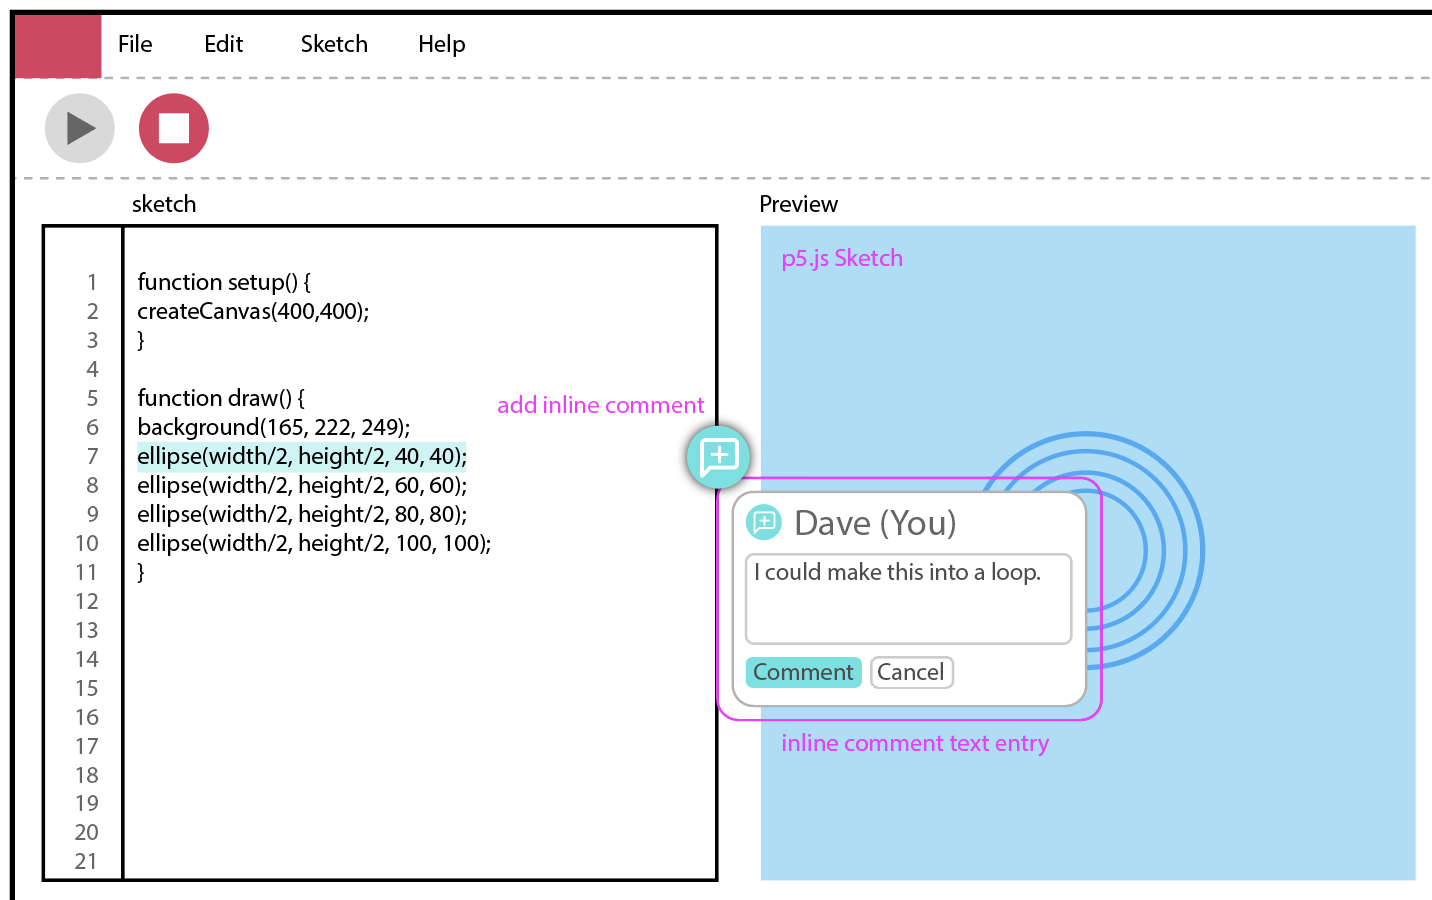 File Edit Sketch Help
sketch
Preview
p5.js Sketch
1 function setup() {
2 createCanvas(400,400);
3 }
4
5 function draw() {
add inline comment
6 background(165, 222, 249);
7 ellipse(width/2, height/2, 40, 40);
8 ellipse(width/2, height/2, 60, 60);
9 ellipse(width/2, height/2, 80, 80);
10 ellipse(width/2, height/2, 100, 100);
11 }
12
13
14
15
16
17
18
19
20
21
Dave (You)
I could make this into a loop.
Comment Cancel
inline comment text entry